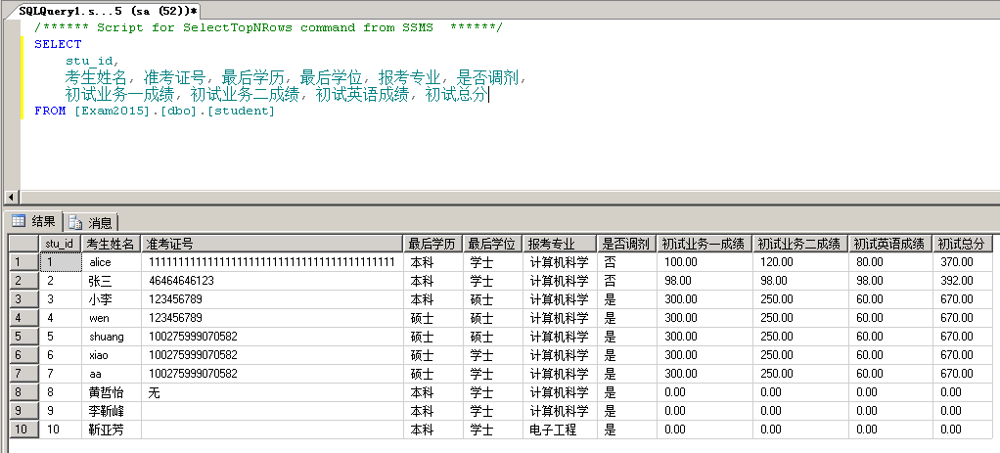 SQLQuery1.s...5 (sa (52))*
/****** Script for SelectTopNRows command from SSMS  ******/
SELECT
stu_id,
考生姓名, 准考证号, 最后学历, 最后学位, 报考专业, 是否调剂,
初试业务一成绩, 初试业务二成绩, 初试英语成绩, 初试总分
FROM [Exam2015].[dbo].[student]
结果 消息
stu_id 考生姓名 准考证号 最后学历 最后学位 报考专业 是否调剂 初试业务一成绩 初试业务二成绩 初试英语成绩 初试总分
1 1 alice 本科 学士 计算机科学 否 100.00 120.00 80.00 370.00
2 2 张三 46464646123 本科 学士 计算机科学 否 98.00 98.00 98.00 392.00
3 3 小李 123456789 本科 硕士 计算机科学 是 300.00 250.00 60.00 670.00
4 4 wen 123456789 硕士 硕士 计算机科学 是 300.00 250.00 60.00 670.00
5 5 shuang 100275999070582 硕士 硕士 计算机科学 是 300.00 250.00 60.00 670.00
6 6 xiao 100275999070582 硕士 学士 计算机科学 是 300.00 250.00 60.00 670.00
7 7 aa 100275999070582 硕士 学士 计算机科学 是 300.00 250.00 60.00 670.00
8 8 黄哲怡 无 本科 学士 计算机科学 是 0.00 0.00 0.00 0.00
9 9 李靳峰 本科 学士 计算机科学 是 0.00 0.00 0.00 0.00
10 10 靳亚芳 本科 学士 电子工程 是 0.00 0.00 0.00 0.00